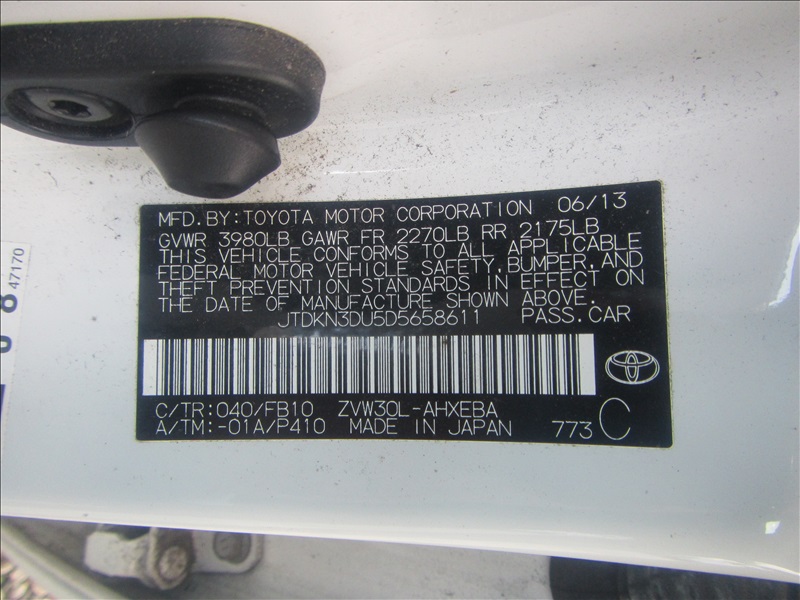 MFD.BY:TOYOTA MOTOR CORPORATION 06/13
GVWR 3980LB GAWR FR 2270LB RR 2175LB
THIS VEHICLE CONFORMS TO ALL APPLICABLE
FEDERAL MOTOR VEHICLE SAFETY,BUMPER,AND
THEFT PREVENTION STANDARDS IN EFFECT ON
THE DATE OF MANUFACTURE SHOWN ABOVE.
JTDKN3DU5D5658611 PASS.CAR
C/TR:040/FB10 ZVW30L-AHXEBA
A/TM:-01A/P410 MADE IN JAPAN 773 C
47170